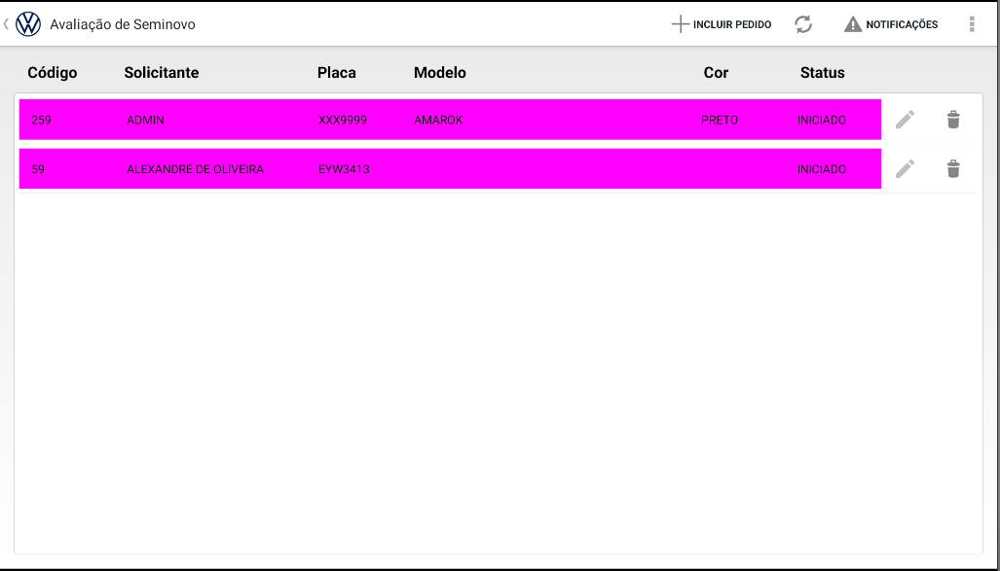 Avaliação de Seminovo INCLUIR PEDIDO NOTIFICAÇÕES
Código Solicitante Placa Modelo Cor Status
259 ADMIN XXX9999 AMAROK PRETO INICIADO
59 ALEXANDRE DE OLIVEIRA EYW3413 INICIADO